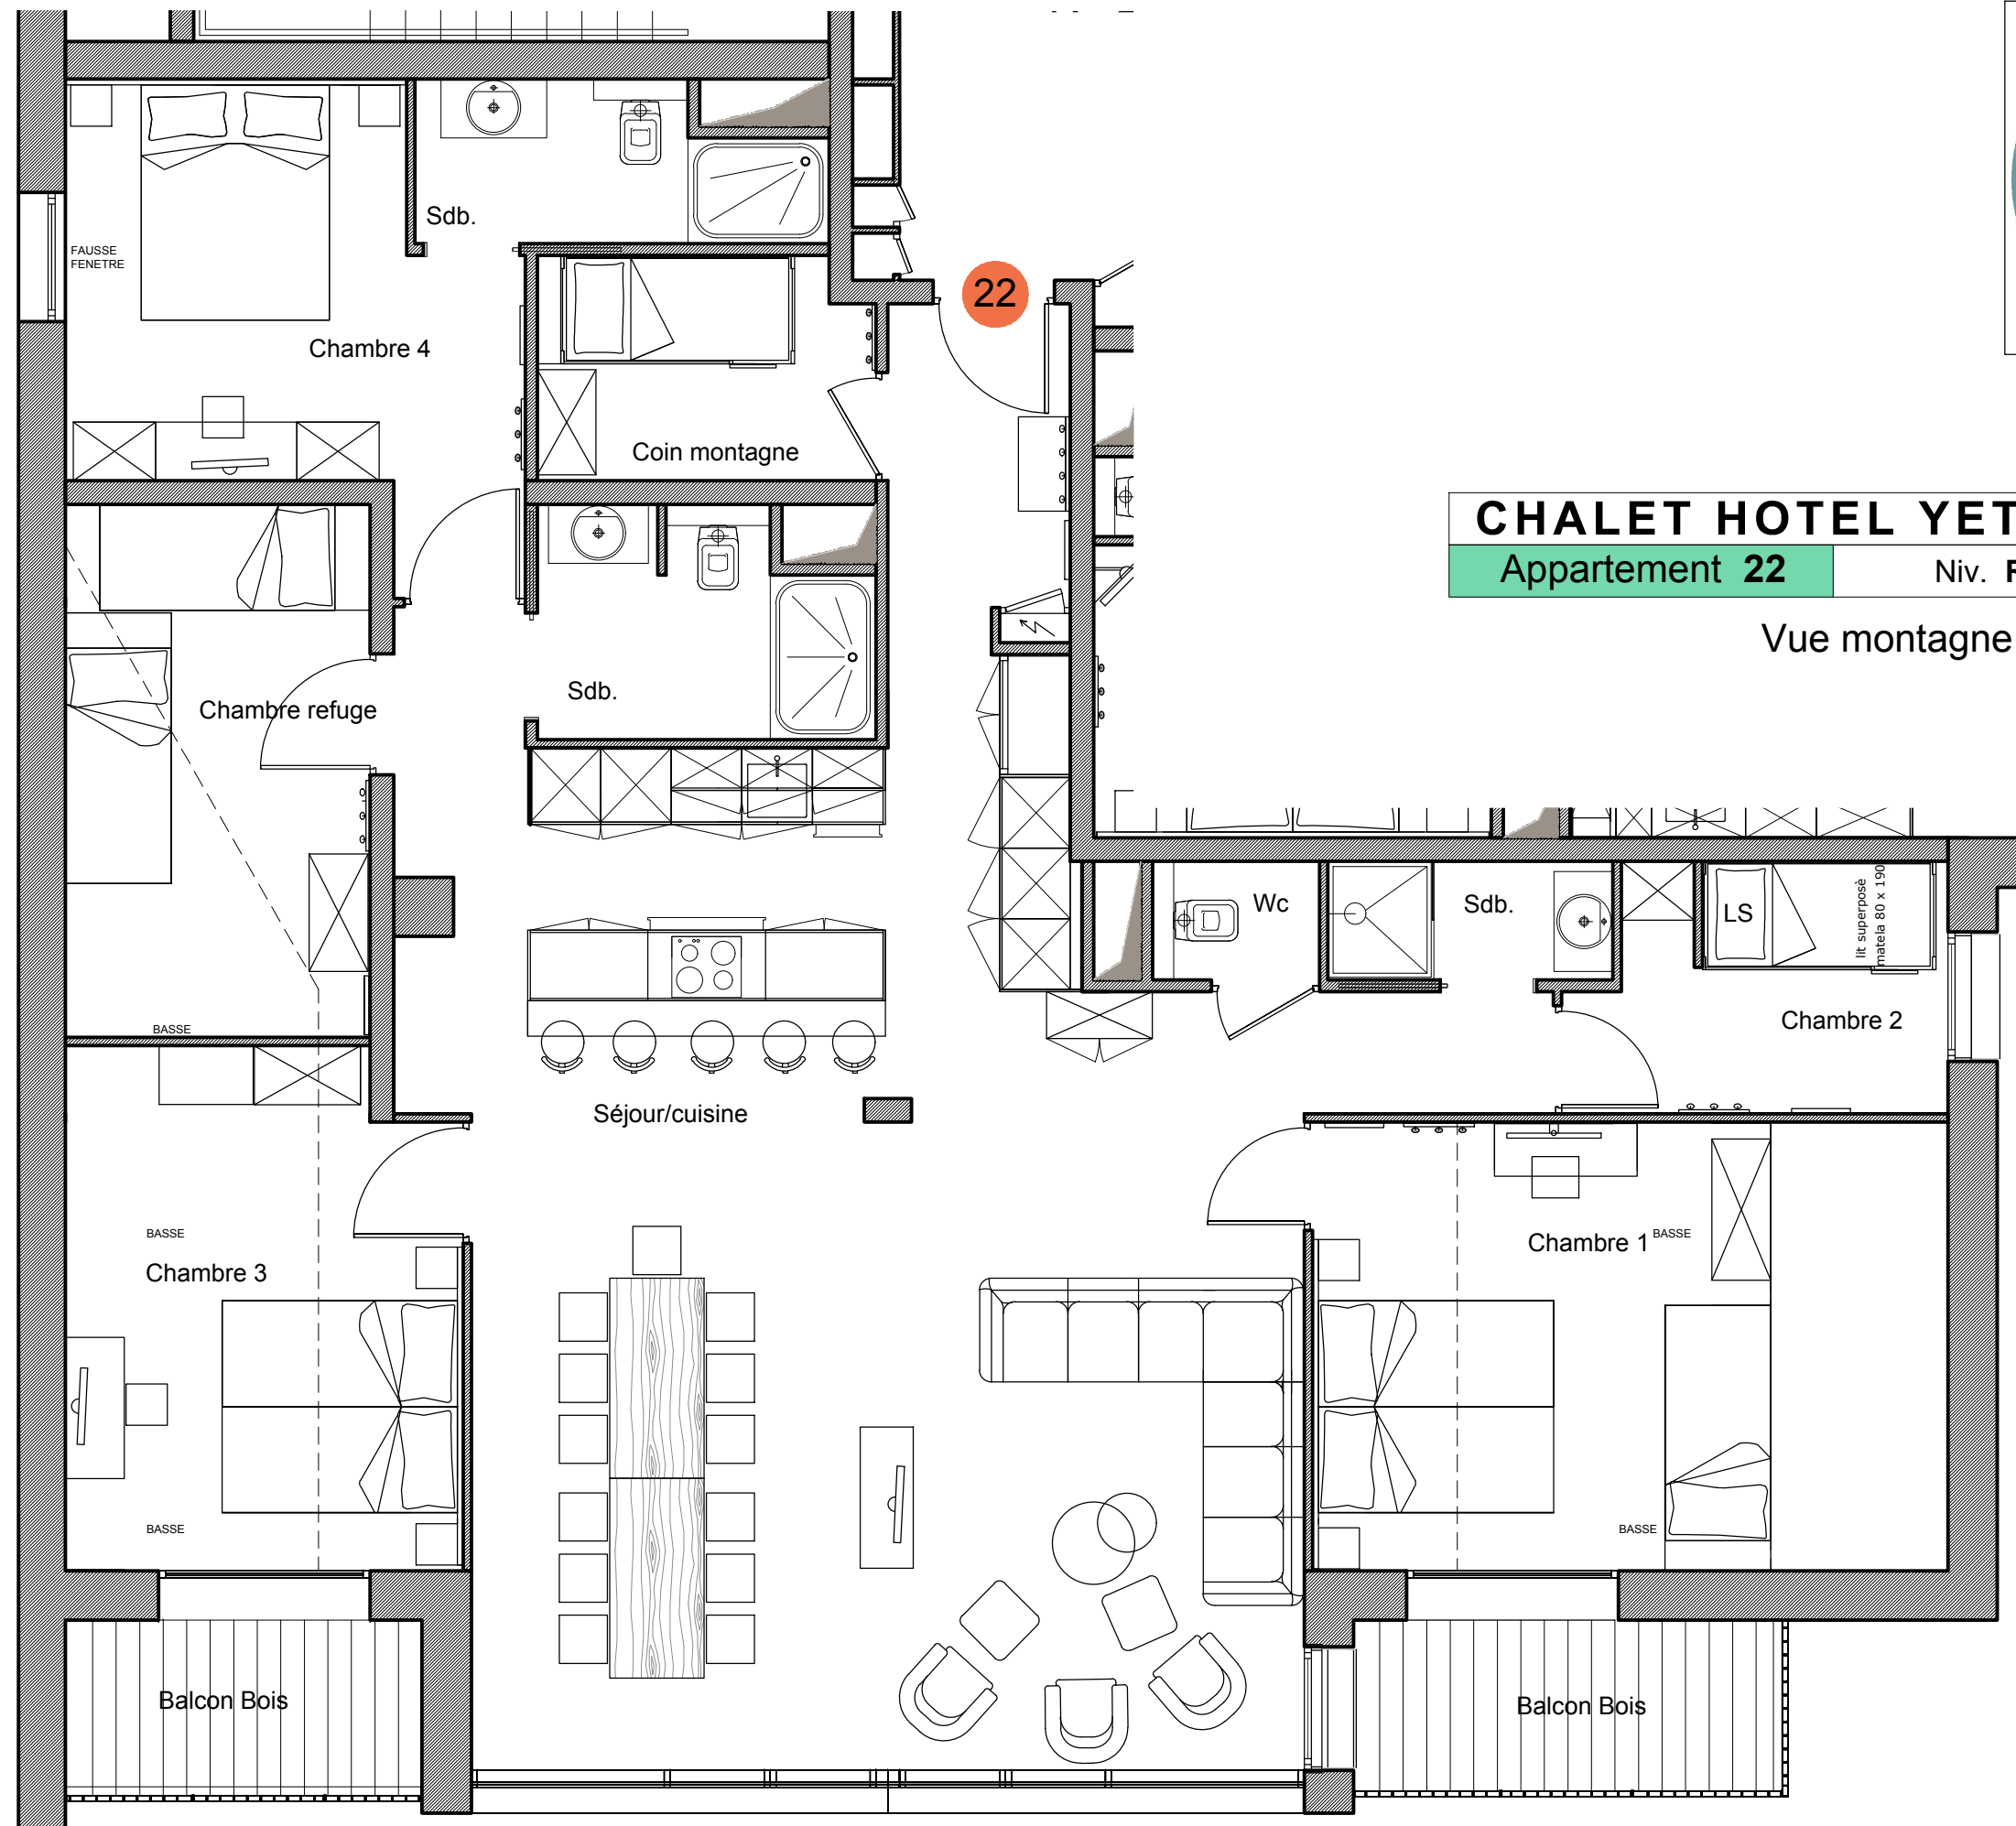 Sdb.
FAUSSE
FENETRE
22
Chambre 4
Coin montagne
CHALET HOTEL YET
Appartement 22
Niv.
Vue montagne
Sdb.
Chambre refuge
Wc
Sdb.
LS
lit superposè
matela 80 x 190
Chambre 2
BASSE
Séjour/cuisine
BASSE
Chambre 3
Chambre 1
BASSE
BASSE
BASSE
Balcon Bois
Balcon Bois